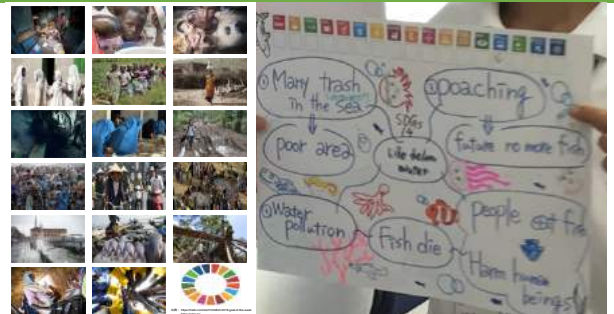 ① Many trash
in the sea
poor area
SDGs
14
Life below
water
② poaching
future no more fish
③ Water
pollution
Fish die
people eat fish
Harm human
beings!